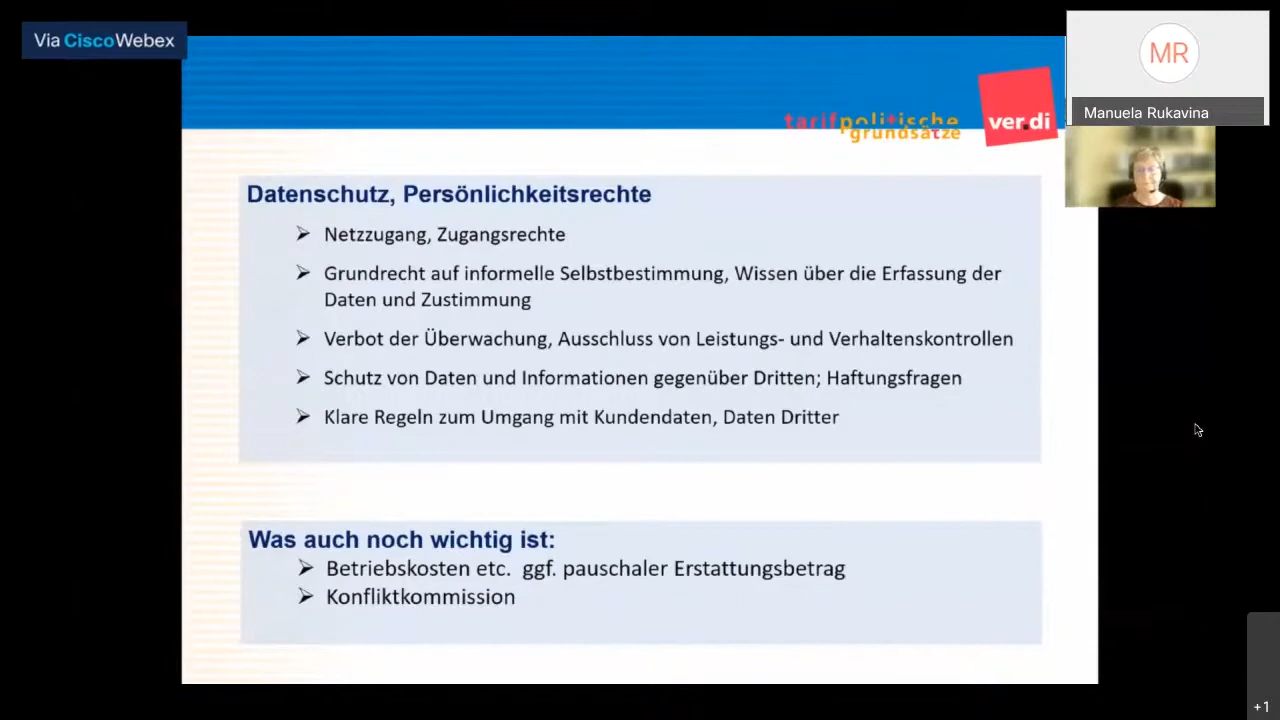 Via Cisco Webex
MR
Manuela Rukavina
tarifpolitische
grundsätze
ver.di
Datenschutz, Persönlichkeitsrechte
➢ Netzzugang, Zugangsrechte
➢ Grundrecht auf informelle Selbstbestimmung, Wissen über die Erfassung der
Daten und Zustimmung
➢ Verbot der Überwachung, Ausschluss von Leistungs- und Verhaltenskontrollen
➢ Schutz von Daten und Informationen gegenüber Dritten; Haftungsfragen
➢ Klare Regeln zum Umgang mit Kundendaten, Daten Dritter
Was auch noch wichtig ist:
➢ Betriebskosten etc. ggf. pauschaler Erstattungsbetrag
➢ Konfliktkommission
+1